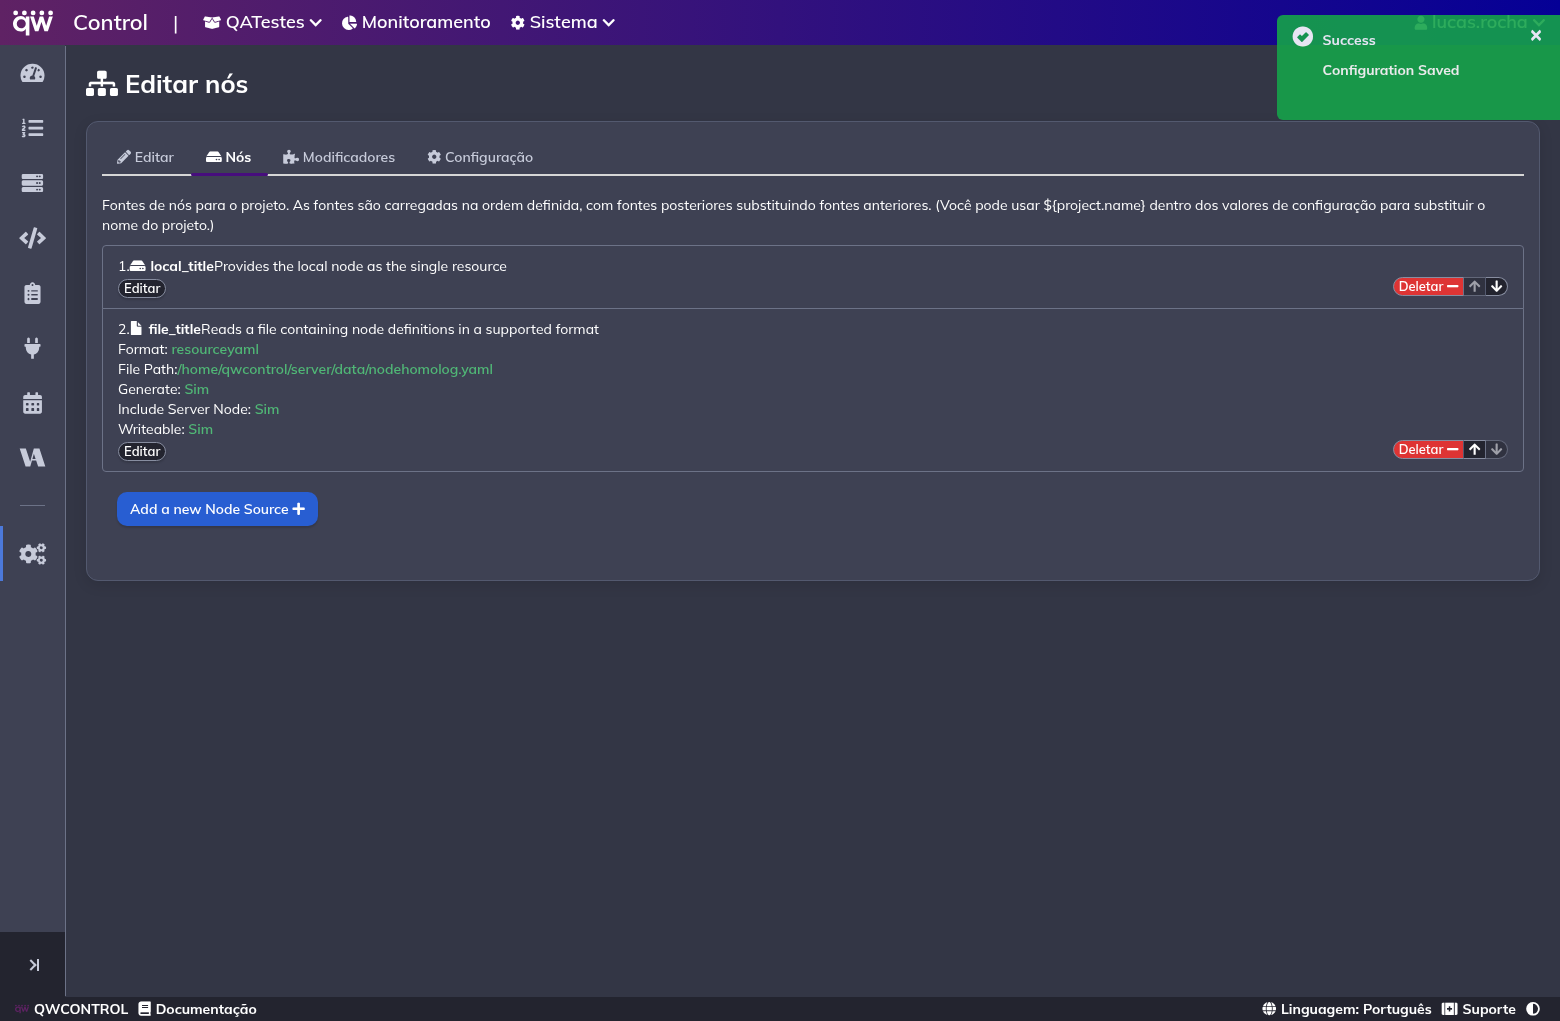 qw Control | QATestes Monitoramento Sistema lucas.rocha
Success
Configuration Saved
Editar nós
Editar Nós Modificadores Configuração
Fontes de nós para o projeto. As fontes são carregadas na ordem definida, com fontes posteriores substituindo fontes anteriores. (Você pode usar ${project.name} dentro dos valores de configuração para substituir o
nome do projeto.)
1. local_titleProvides the local node as the single resource
Editar Deletar
2. file_titleReads a file containing node definitions in a supported format
Format: resourceyaml
File Path:/home/qwcontrol/server/data/nodehomolog.yaml
Generate: Sim
Include Server Node: Sim
Writeable: Sim
Editar Deletar
Add a new Node Source
qw QWCONTROL Documentação Linguagem: Português Suporte